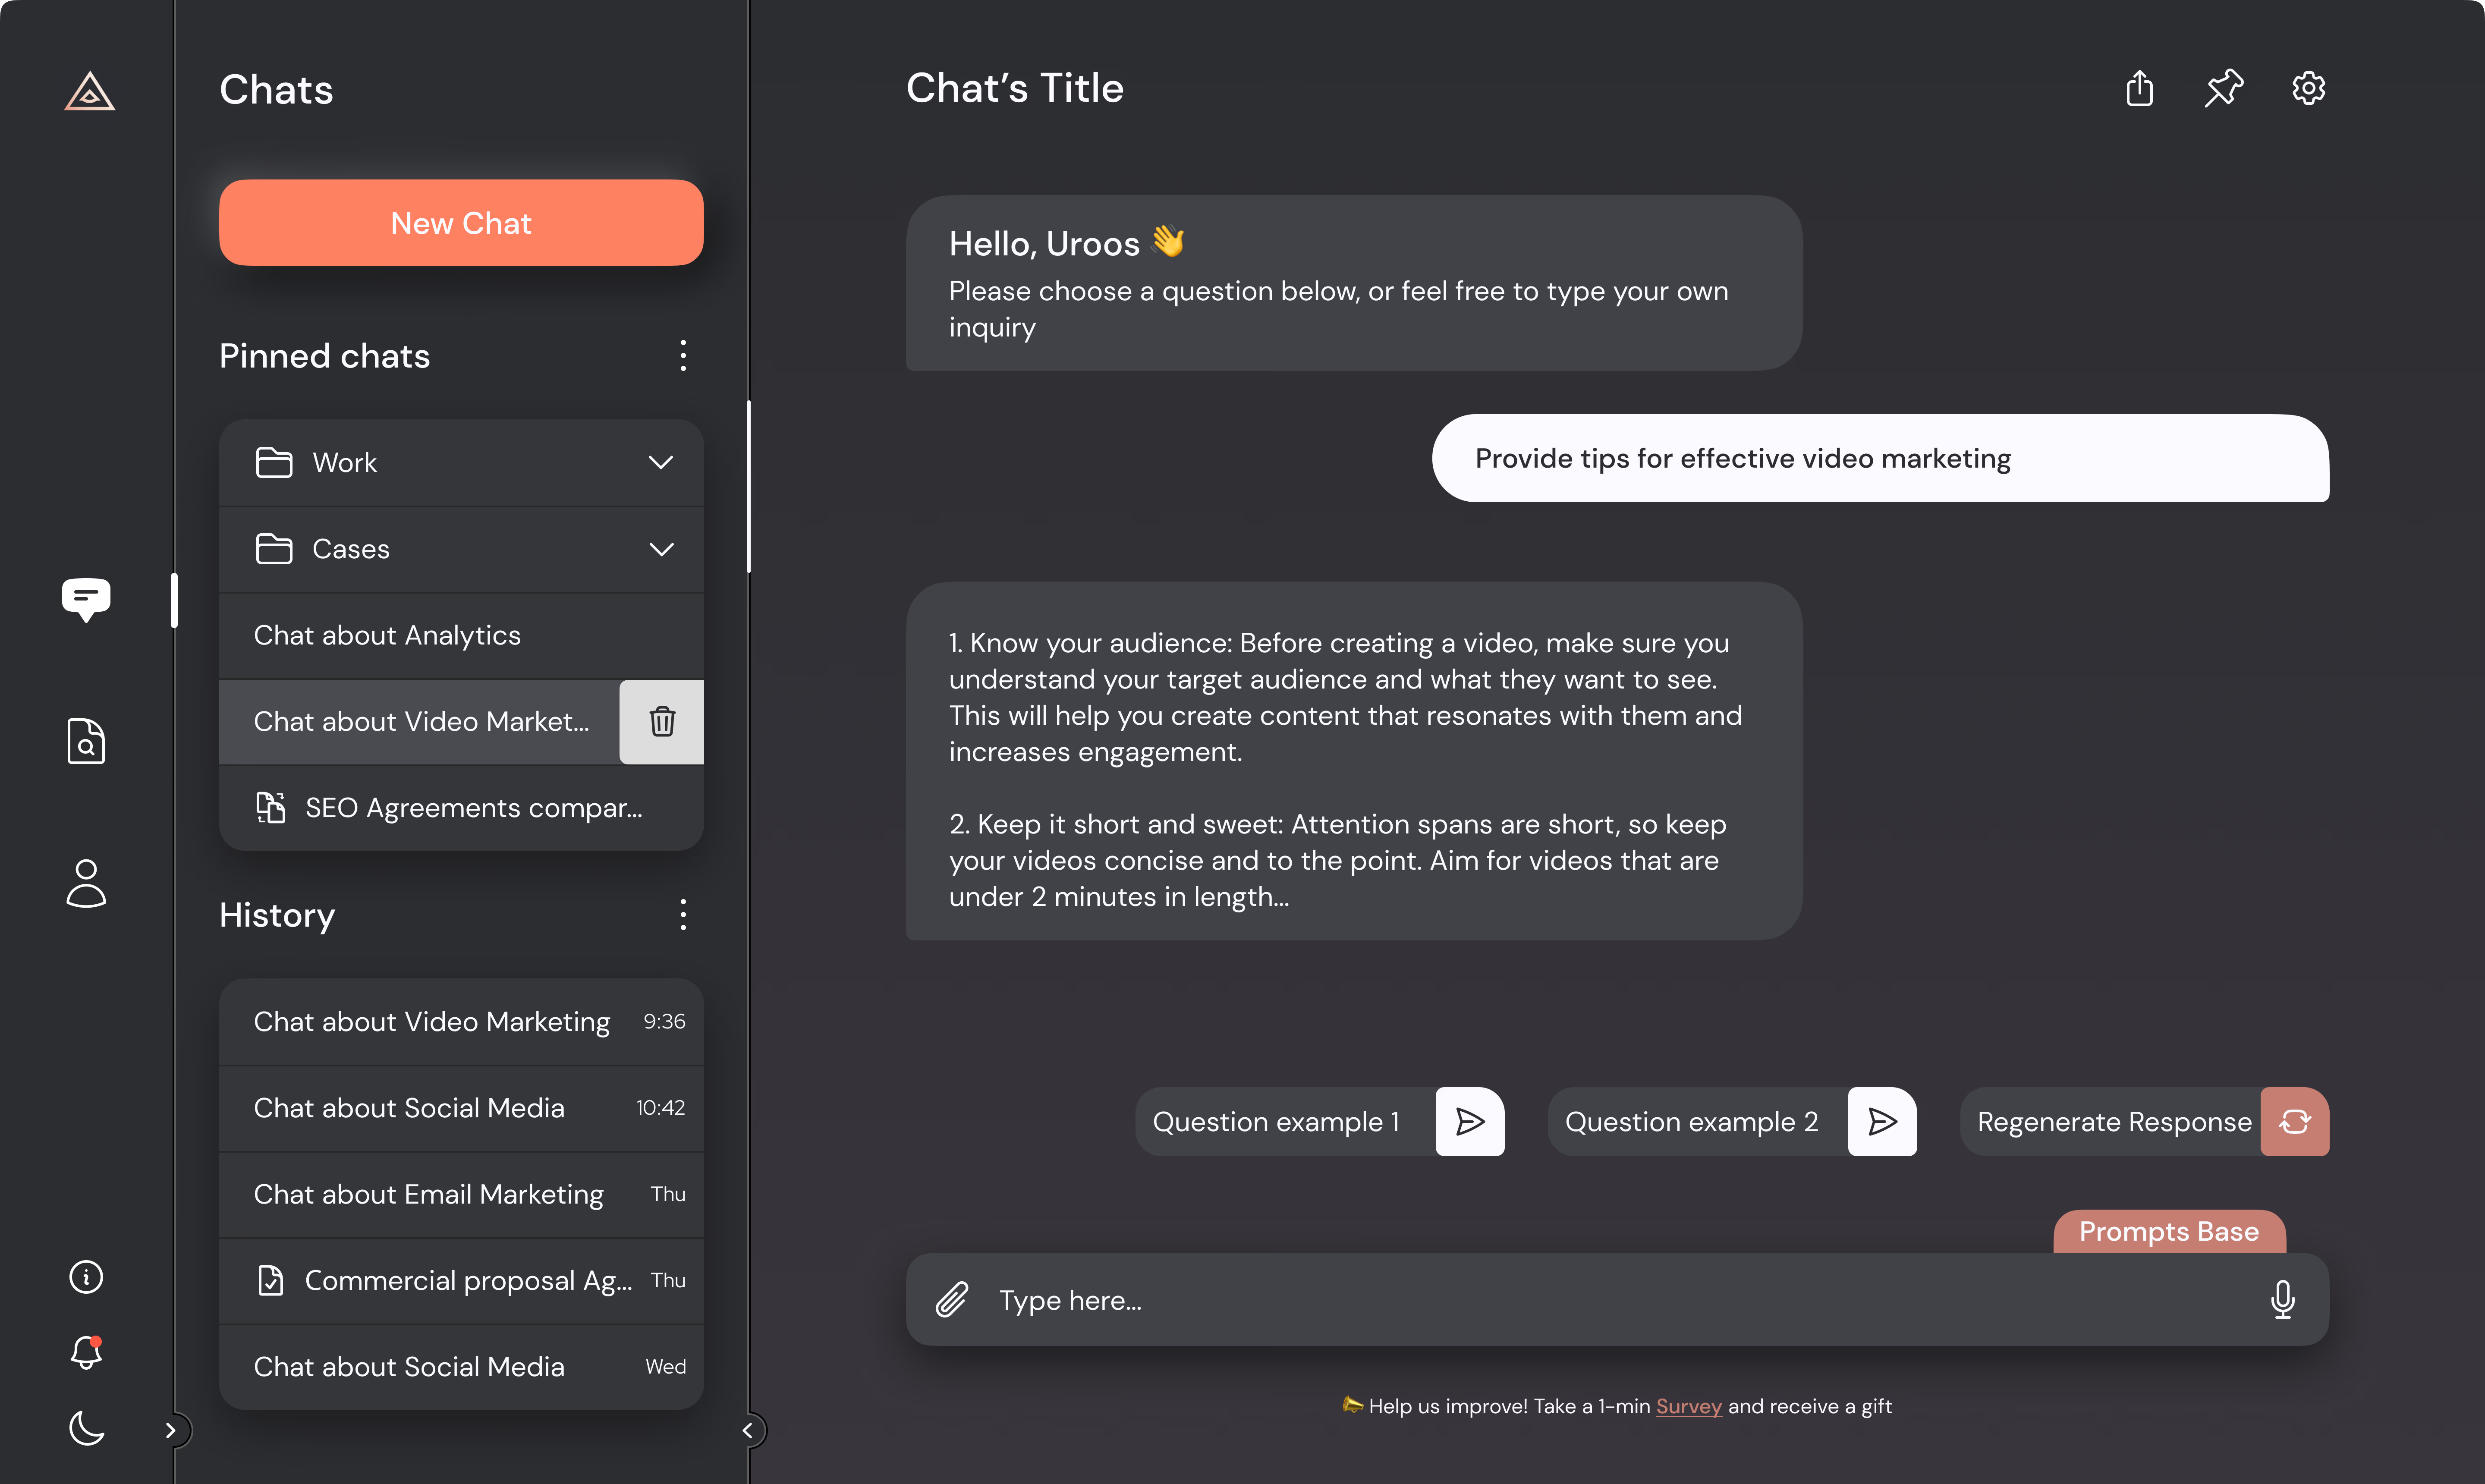 Chats
New Chat
Pinned chats
Work
Cases
Chat about Analytics
Chat about Video Market...
SEO Agreements compar...
History
Chat about Video Marketing 9:36
Chat about Social Media 10:42
Chat about Email Marketing Thu
Commercial proposal Ag... Thu
Chat about Social Media Wed
Chat’s Title
Hello, Uroos 👋
Please choose a question below, or feel free to type your own
inquiry
Provide tips for effective video marketing
1. Know your audience: Before creating a video, make sure you
understand your target audience and what they want to see.
This will help you create content that resonates with them and
increases engagement.
2. Keep it short and sweet: Attention spans are short, so keep
your videos concise and to the point. Aim for videos that are
under 2 minutes in length...
Question example 1
Question example 2
Regenerate Response
Prompts Base
Type here...
📣 Help us improve! Take a 1-min Survey and receive a gift